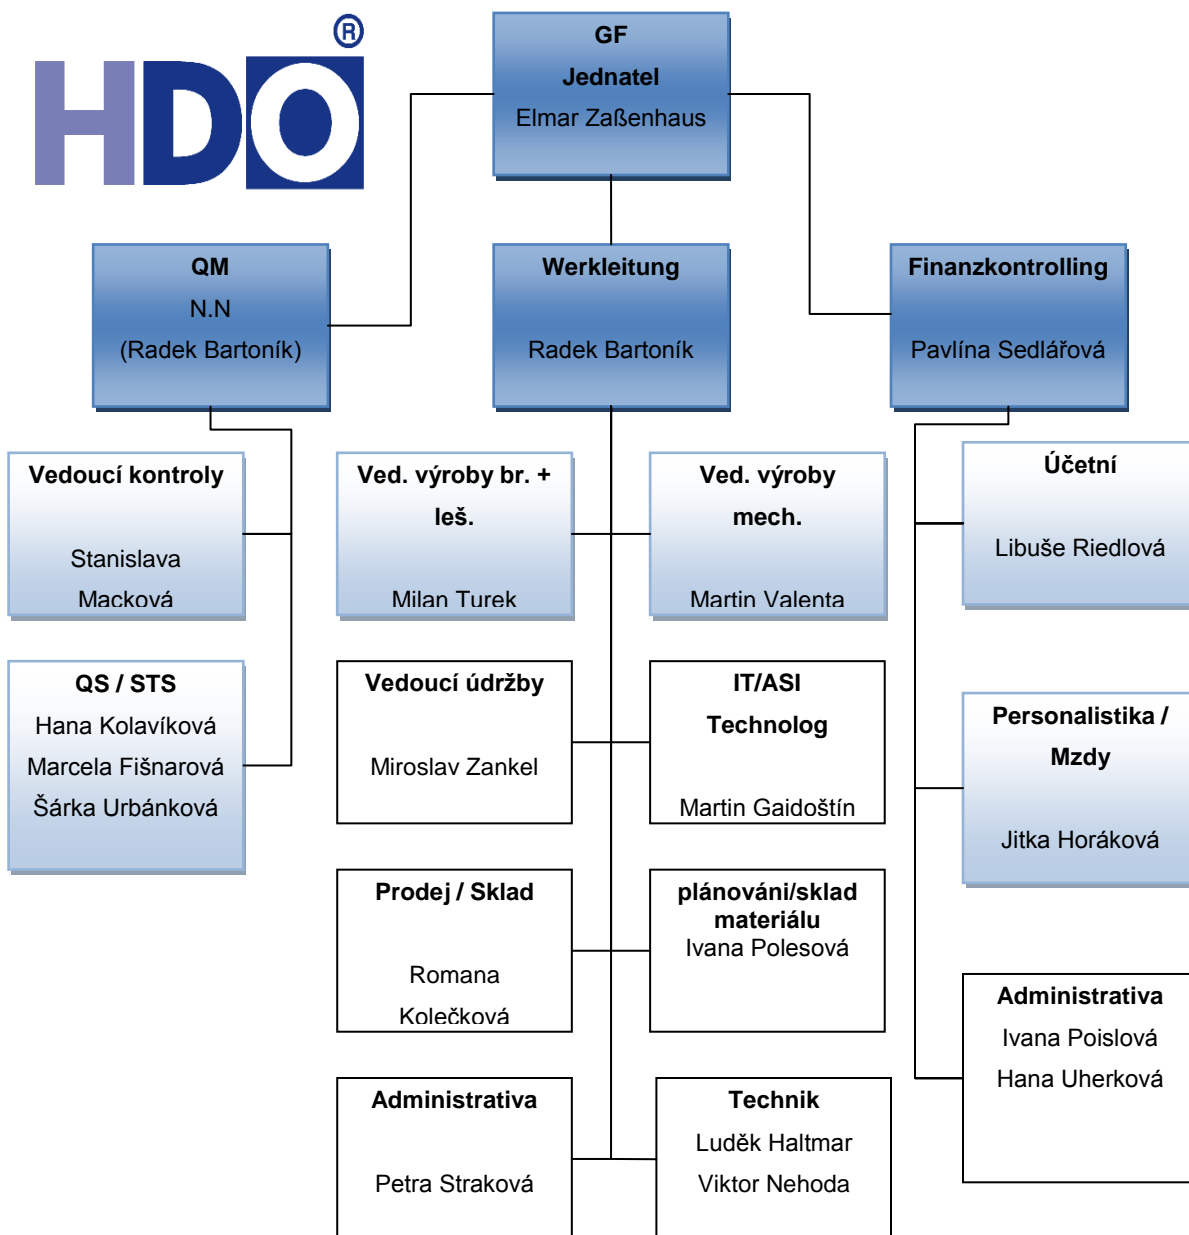 HDO
®
GF
Jednatel
Elmar Zaßenhaus
QM
N.N
(Radek Bartoník)
Werkleitung
Radek Bartoník
Finanzkontrolling
Pavlína Sedlářová
Vedoucí kontroly
Stanislava
Macková
Ved. výroby br. +
leš.
Milan Turek
Ved. výroby
mech.
Martin Valenta
Účetní
Libuše Riedlová
QS / STS
Hana Kolavíková
Marcela Fišnarová
Šárka Urbánková
Vedoucí údržby
Miroslav Zankel
IT/ASI
Technolog
Martin Gaidoštín
Personalistika /
Mzdy
Jitka Horáková
Prodej / Sklad
Romana
Kolečková
plánováni/sklad
materiálu
Ivana Polesová
Administrativa
Ivana Poislová
Hana Uherková
Administrativa
Petra Straková
Technik
Luděk Haltmar
Viktor Nehoda